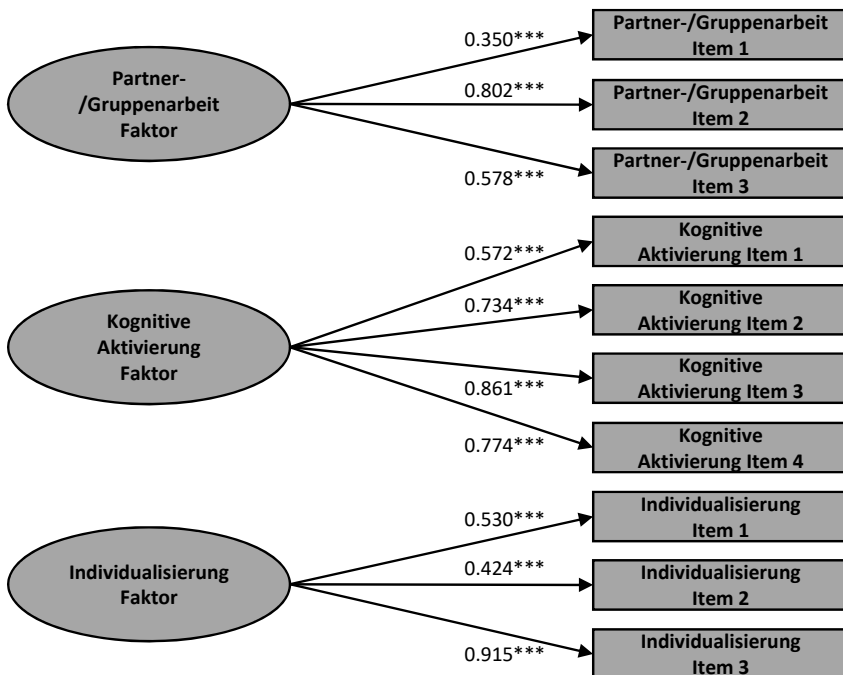 Partner-
/Gruppenarbeit
Faktor
0.350***
Partner-/Gruppenarbeit
Item 1
0.802***
Partner-/Gruppenarbeit
Item 2
0.578***
Partner-/Gruppenarbeit
Item 3
Kognitive
Aktivierung
Faktor
0.572***
Kognitive
Aktivierung Item 1
0.734***
Kognitive
Aktivierung Item 2
0.861***
Kognitive
Aktivierung Item 3
0.774***
Kognitive
Aktivierung Item 4
Individualisierung
Faktor
0.530***
Individualisierung
Item 1
0.424***
Individualisierung
Item 2
0.915***
Individualisierung
Item 3